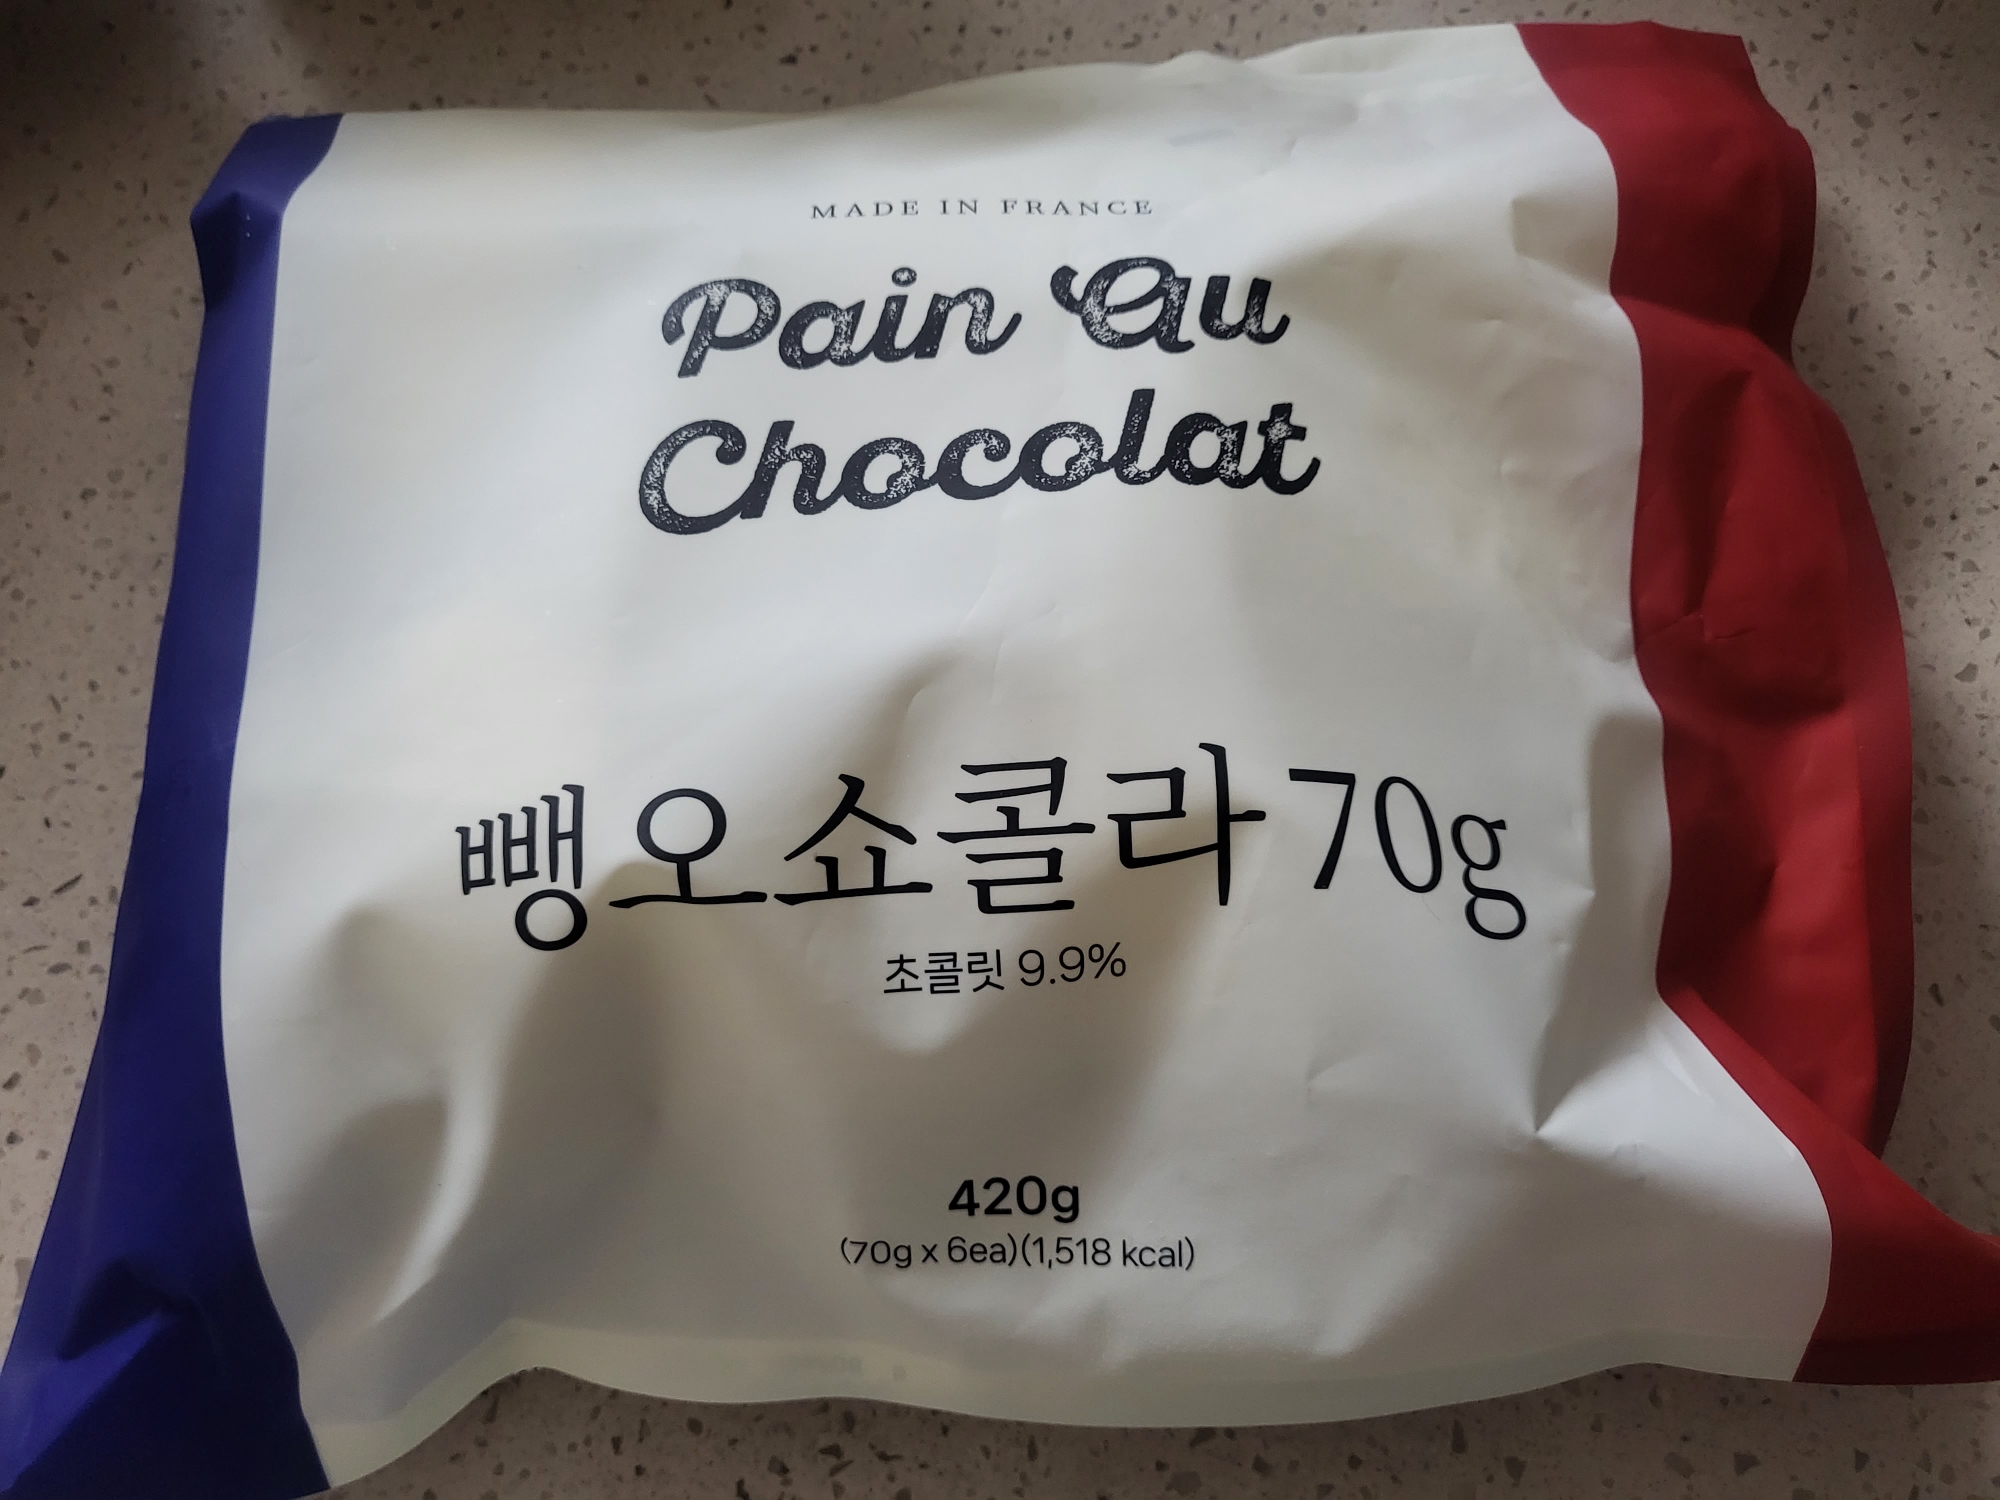 MADE IN FRANCE
Pain Au
Chocolat
뺑오쇼콜라 70g
초콜릿 9.9%
420g
(70g x 6ea)(1,518 kcal)